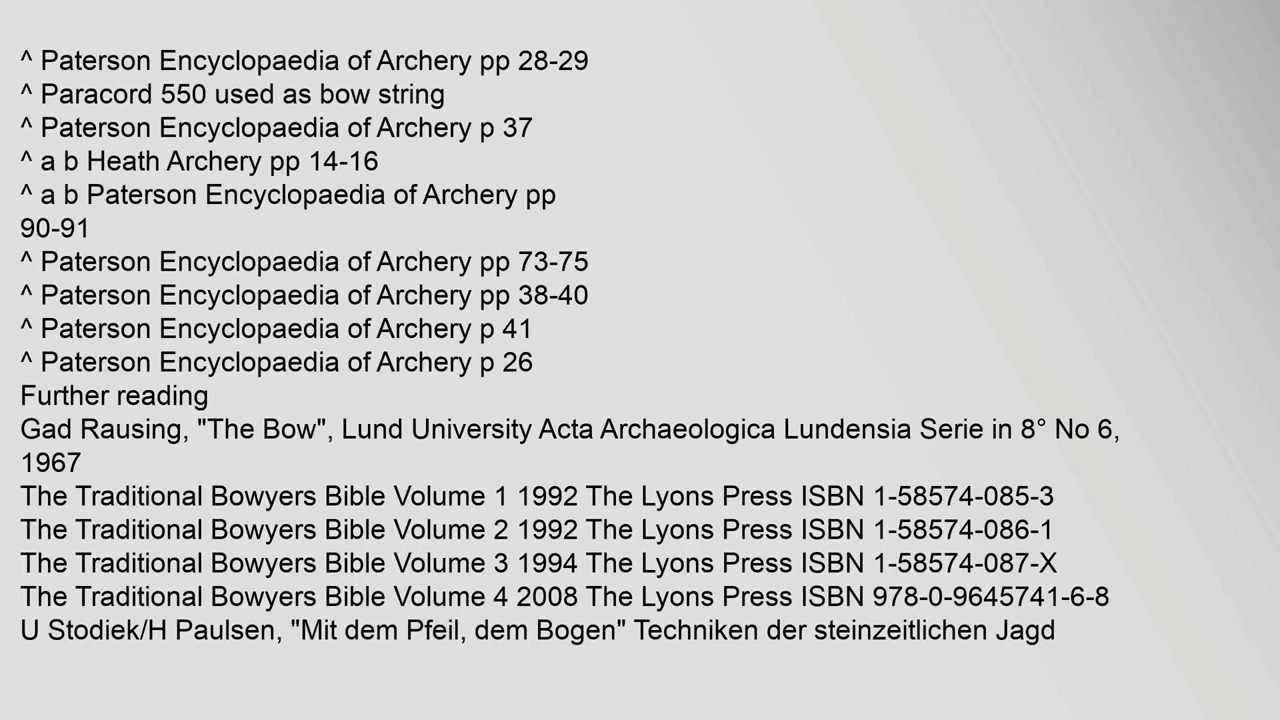 ^ Paterson Encyclopaedia of Archery pp 28-29
^ Paracord 550 used as bow string
^ Paterson Encyclopaedia of Archery p 37
^ a b Heath Archery pp 14-16
^ a b Paterson Encyclopaedia of Archery pp
90-91
^ Paterson Encyclopaedia of Archery pp 73-75
^ Paterson Encyclopaedia of Archery pp 38-40
^ Paterson Encyclopaedia of Archery p 41
^ Paterson Encyclopaedia of Archery p 26
Further reading
Gad Rausing, "The Bow", Lund University Acta Archaeologica Lundensia Serie in 8° No 6,
1967
The Traditional Bowyers Bible Volume 1 1992 The Lyons Press ISBN 1-58574-085-3
The Traditional Bowyers Bible Volume 2 1992 The Lyons Press ISBN 1-58574-086-1
The Traditional Bowyers Bible Volume 3 1994 The Lyons Press ISBN 1-58574-087-X
The Traditional Bowyers Bible Volume 4 2008 The Lyons Press ISBN 978-0-9645741-6-8
U Stodiek/H Paulsen, "Mit dem Pfeil, dem Bogen" Techniken der steinzeitlichen Jagd